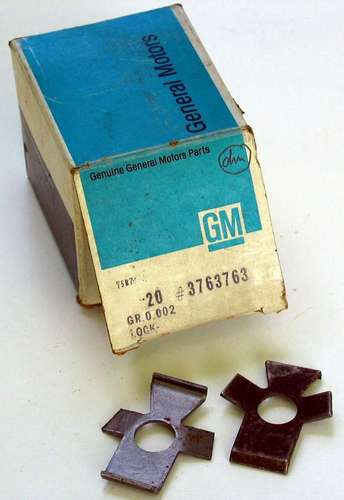 General Motors
Genuine General Motors Parts
GM
20 #3763763
GR.0.002
LOCK